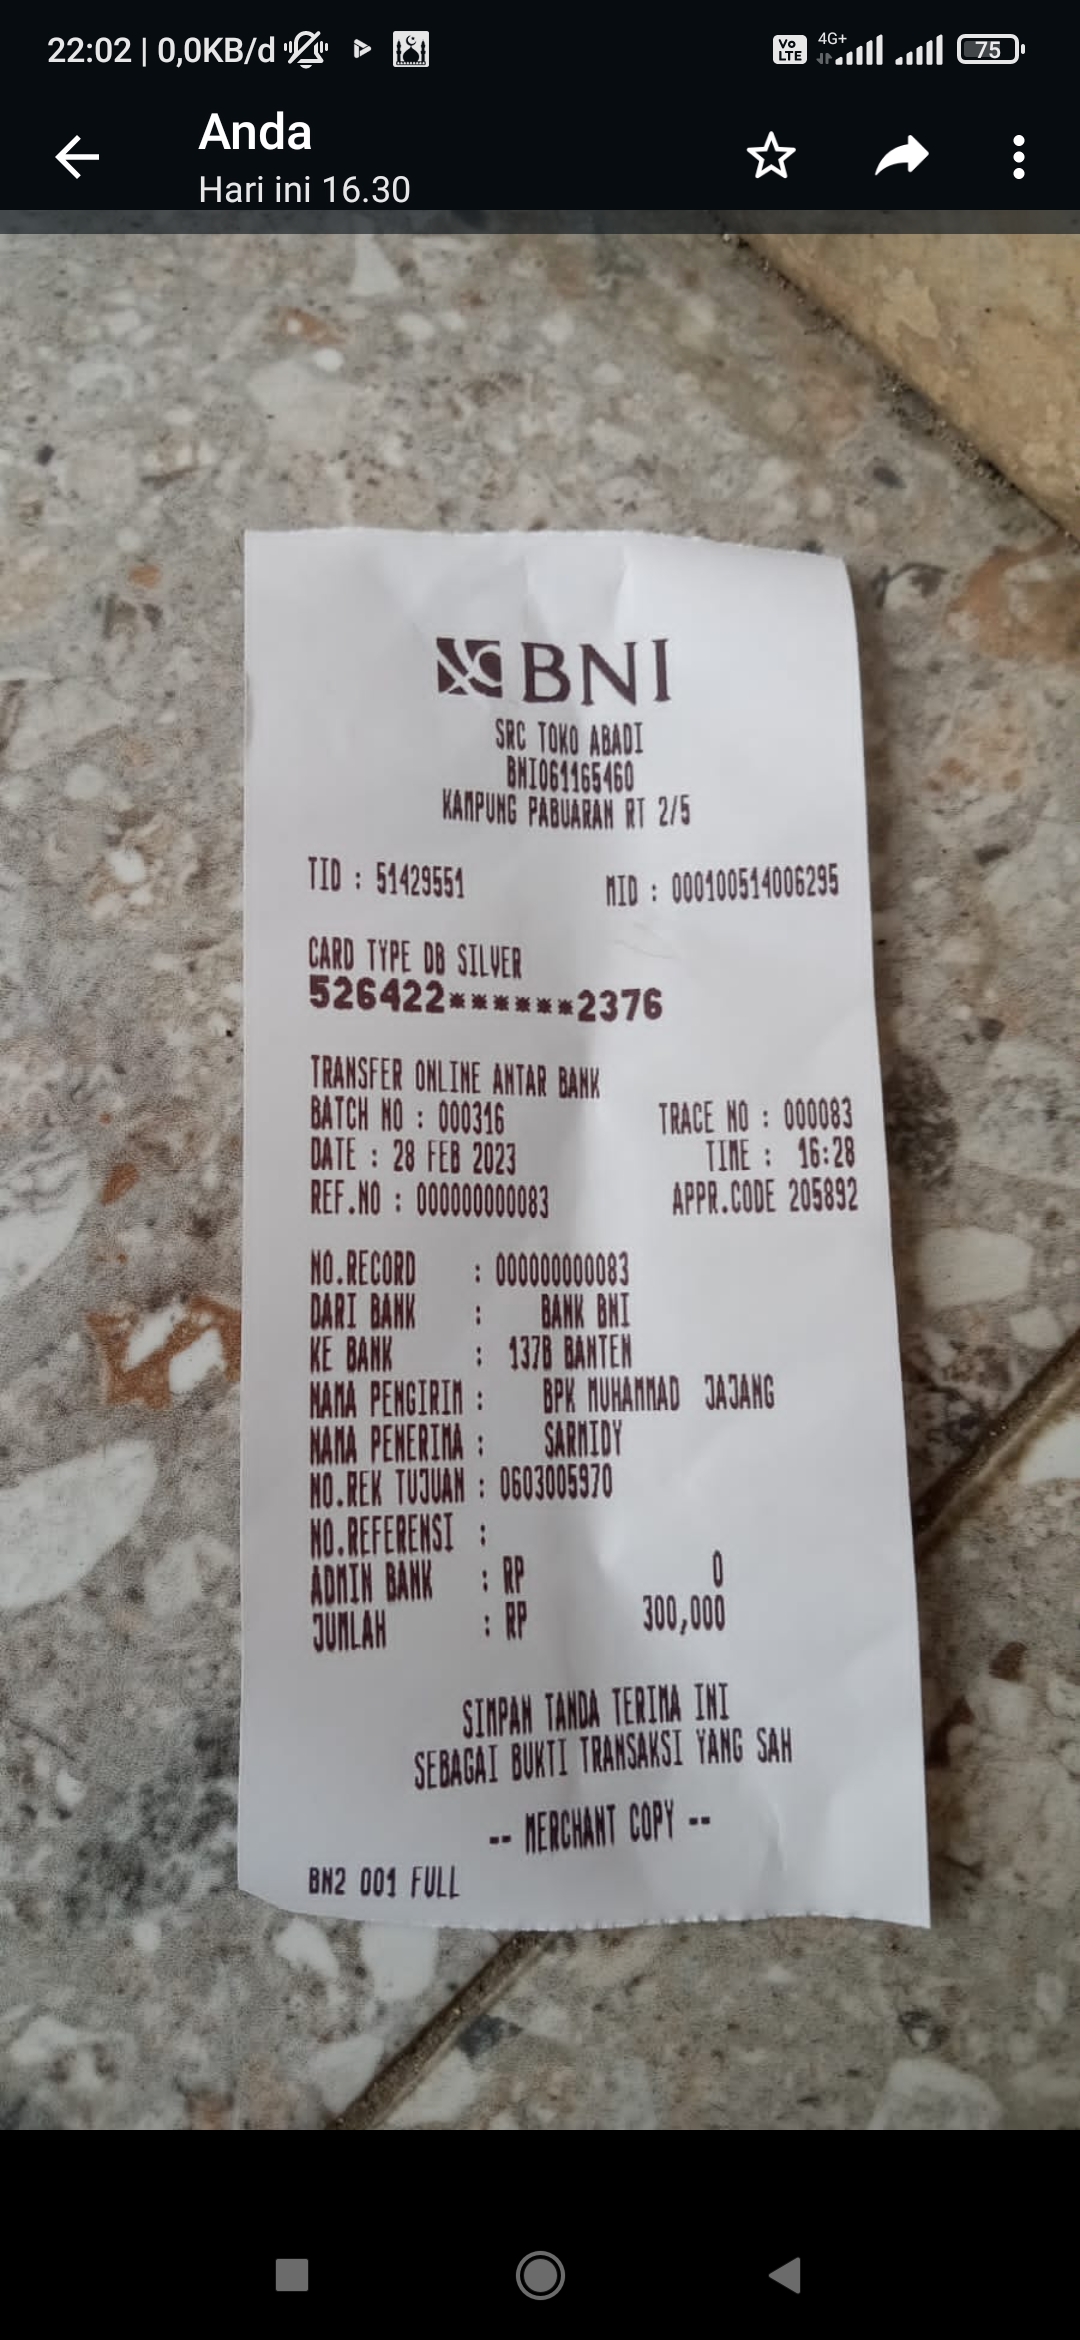 22:02 | 0,0KB/d
Vo LTE 4G+ 75
Anda
Hari ini 16.30
BNI
SRC TOKO ABADI
BNI061165460
KAMPUNG PABUARAN RT 2/5
TID : 51429551 MID : 000100514006295
CARD TYPE DB SILVER
526422******2376
TRANSFER ONLINE ANTAR BANK
BATCH NO : 000316 TRACE NO : 000083
DATE : 28 FEB 2023 TIME : 16:28
REF.NO : 000000000083 APPR.CODE 205892
NO.RECORD : 000000000083
DARI BANK : BANK BNI
KE BANK : 137B BANTEN
NAMA PENGIRIM : BPK MUHAMMAD JAJANG
NAMA PENERIMA : SARMIDY
NO.REK TUJUAN : 0603005970
NO.REFERENSI :
ADMIN BANK : RP 0
JUMLAH : RP 300,000
SIMPAN TANDA TERIMA INI
SEBAGAI BUKTI TRANSAKSI YANG SAH
-- MERCHANT COPY --
BN2 001 FULL